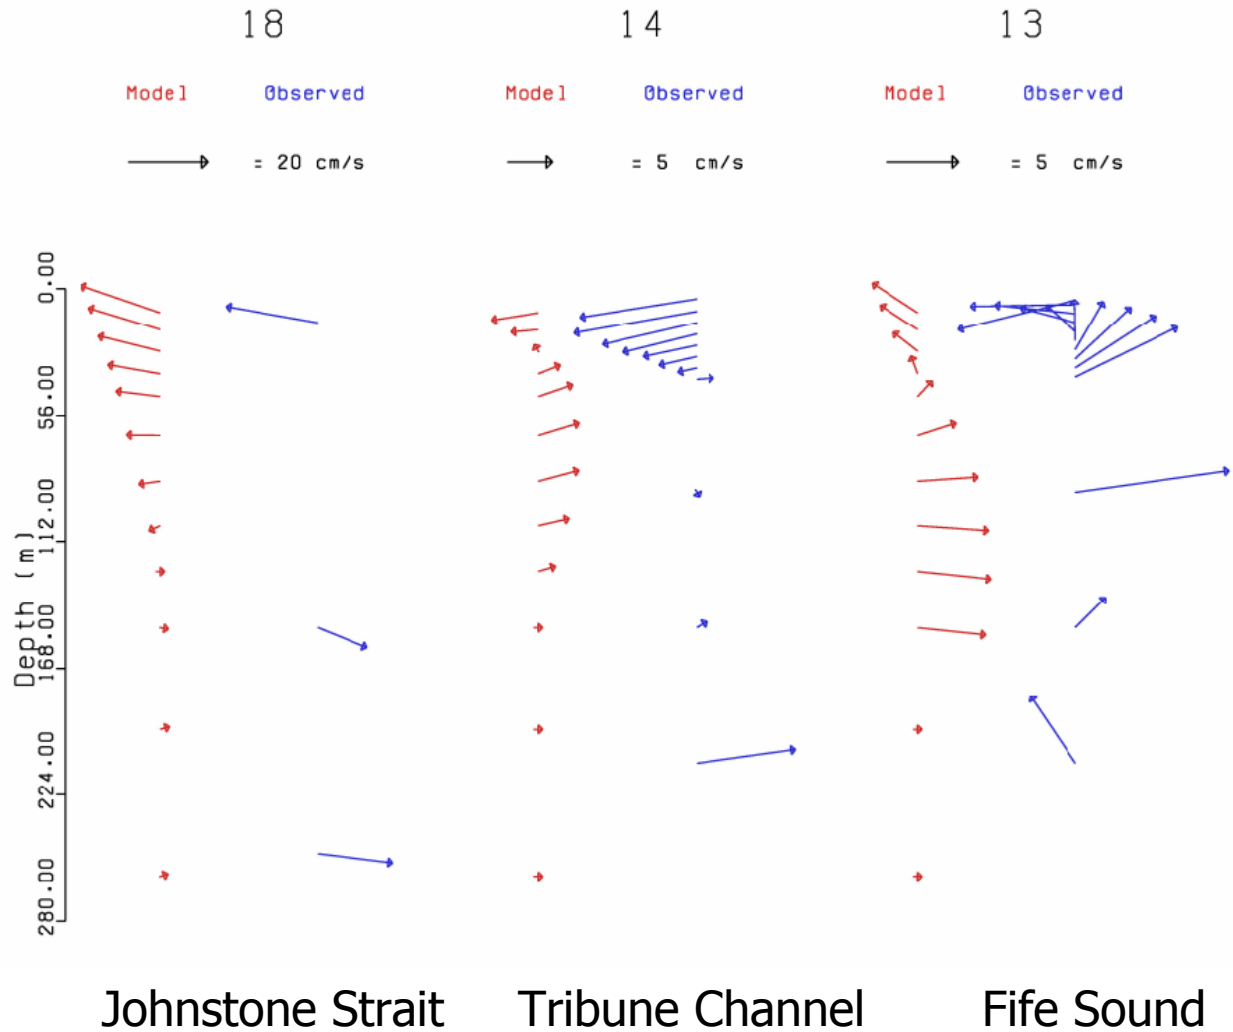 18 14 13
Model Observed Model Observed Model Observed
= 20 cm/s = 5 cm/s = 5 cm/s
0.00
56.00
112.00
168.00
224.00
280.00
Depth (m)
Johnstone Strait Tribune Channel Fife Sound